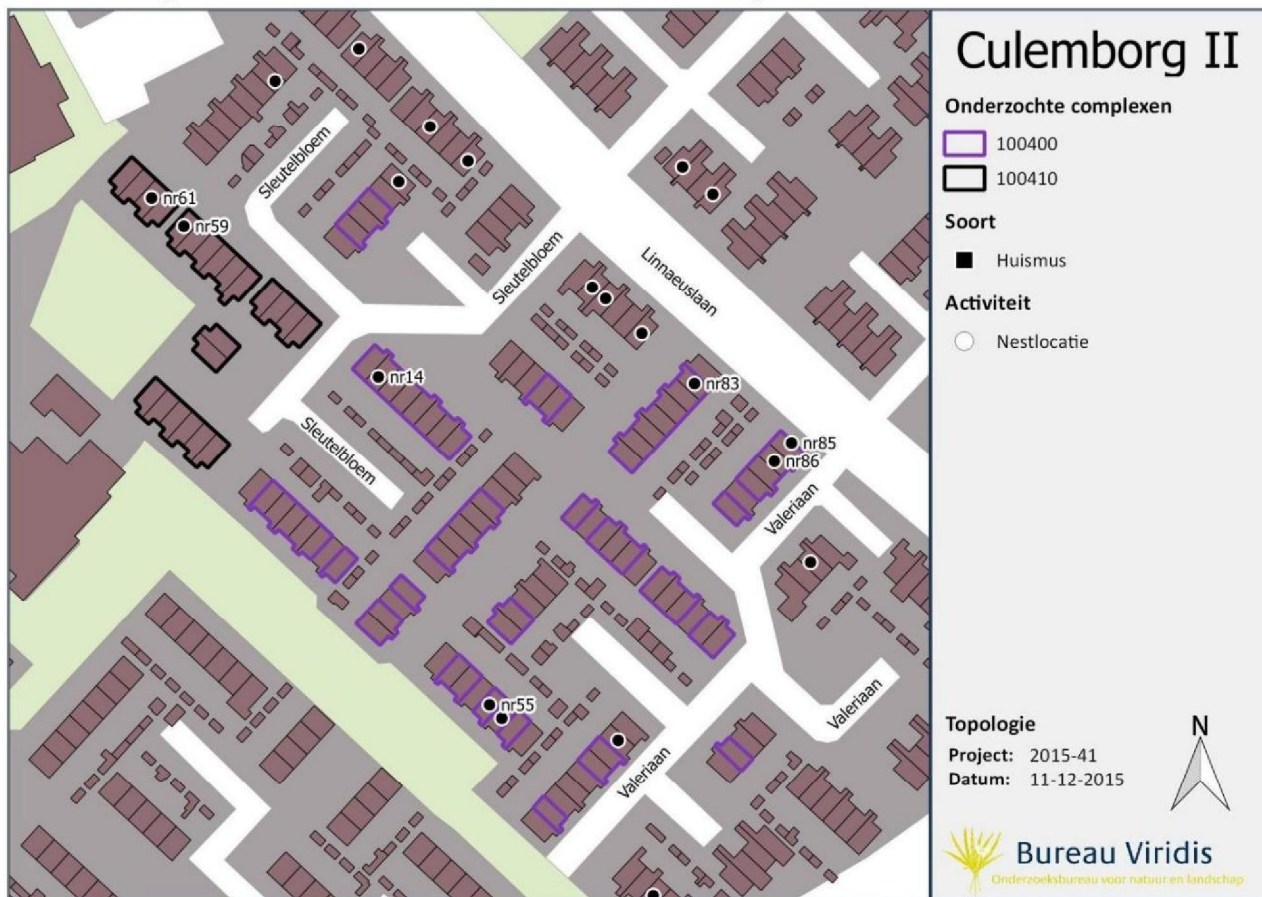 Culemborg II
Onderzochte complexen
100400
100410
Soort
Huismus
Activiteit
Nestlocatie
Topologie
Project: 2015-41
Datum: 11-12-2015
N
Bureau Viridis
Onderzoeksbureau voor natuur en landschap
Sleutelbloem
nr61
nr59
Sleutelbloem
Linnaeuslaan
nr14
nr83
Sleutelbloem
nr85
nr86
Valeriaan
nr55
Valeriaan
Valeriaan